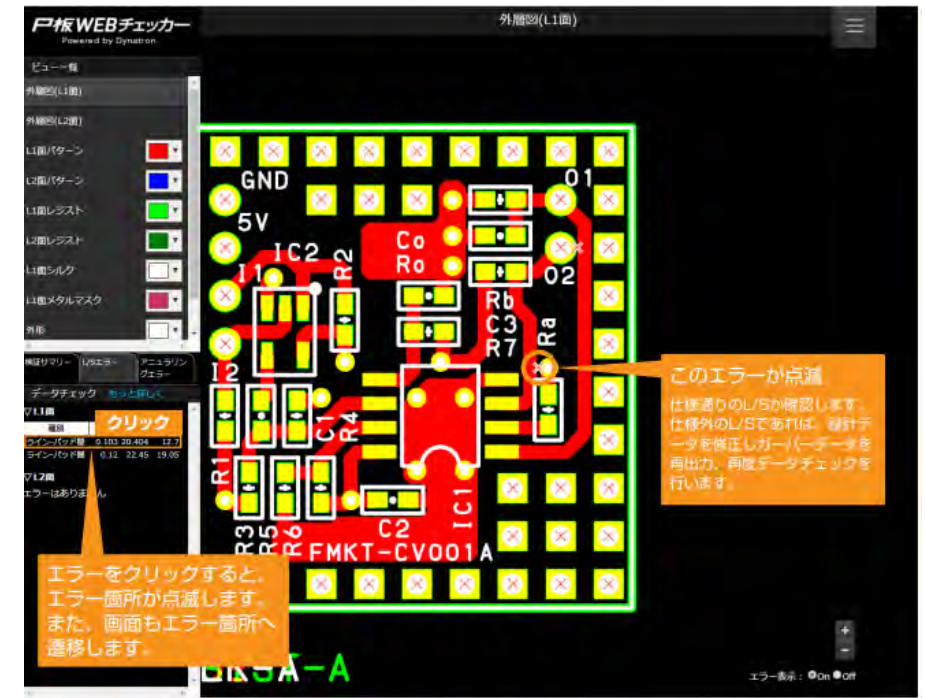 P板WEBチェッカー
Powered by Dynatron
外層図(L1面)
ビュー一覧
外層図(L1面)
外層図(L2面)
L1面パターン
L2面パターン
L1面レジスト
L2面レジスト
L1面シルク
L1面メタルマスク
外形
検証サマリー
L/Sエラー
アニュラリン
グエラー
データチェック
もっと詳しく
▽L1面
種別
クリック
ライン-パッド間 0.103 20.404 12.7
ライン-パッド間 0.12 22.45 19.05
▽L2面
エラーはありません
エラーをクリックすると、
エラー箇所が点滅します。
また、画面もエラー箇所へ
遷移します。
GND
O1
5V
IC2
R2
Co
Ro
O2
I1
Rb
C3
R7
Ra
I2
C1
R4
R1
R3
R5
R6
C2
IC1
FMKT-CV001A
このエラーが点滅
仕様通りのL/Sか確認します。
仕様外のL/Sであれば、設計デ
ータを修正しガーバーデータを
再出力、再度データチェックを
行います。
+
-
エラー表示 : On Off